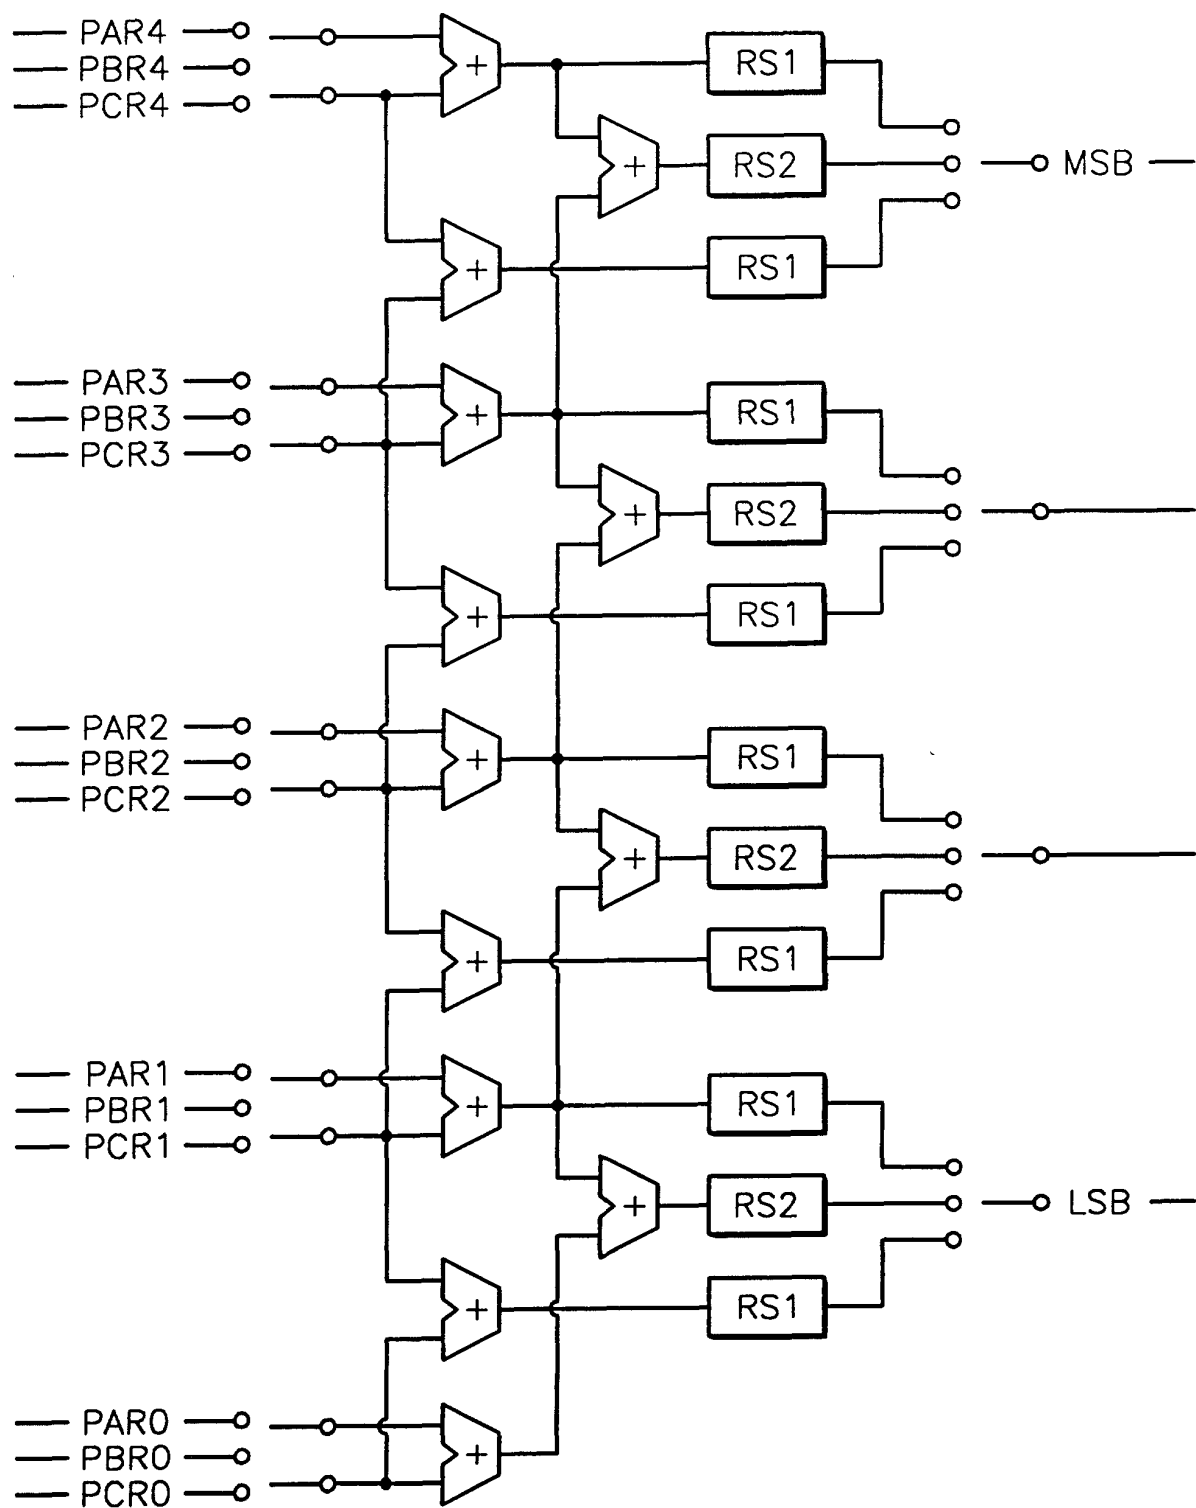 PAR4
PBR4
PCR4
+
RS1
+
RS2
MSB
+
RS1
PAR3
PBR3
PCR3
+
RS1
+
RS2
+
RS1
PAR2
PBR2
PCR2
+
RS1
+
RS2
+
RS1
PAR1
PBR1
PCR1
+
RS1
+
RS2
LSB
+
RS1
PAR0
PBR0
PCR0
+